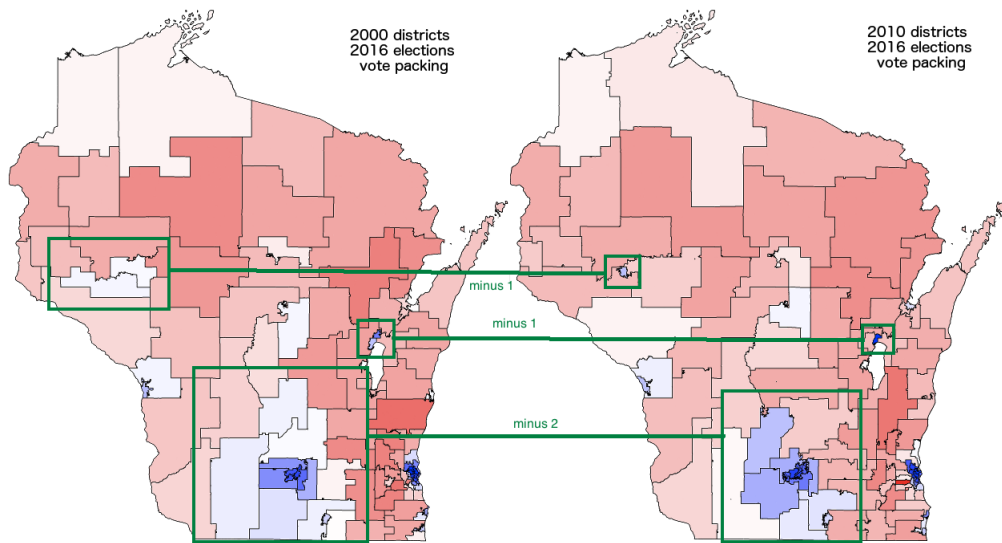 2000 districts
2016 elections
vote packing
2010 districts
2016 elections
vote packing
minus 1
minus 1
minus 2